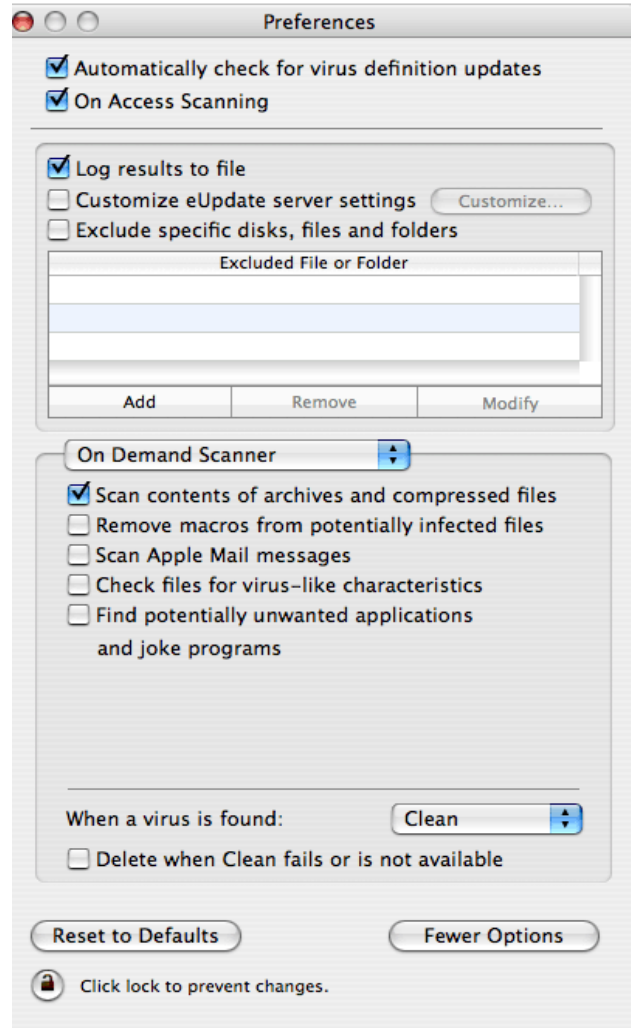 Preferences
Automatically check for virus definition updates
On Access Scanning
Log results to file
Customize eUpdate server settings Customize...
Exclude specific disks, files and folders
Excluded File or Folder
Add Remove Modify
On Demand Scanner
Scan contents of archives and compressed files
Remove macros from potentially infected files
Scan Apple Mail messages
Check files for virus-like characteristics
Find potentially unwanted applications
and joke programs
When a virus is found: Clean
Delete when Clean fails or is not available
Reset to Defaults Fewer Options
Click lock to prevent changes.